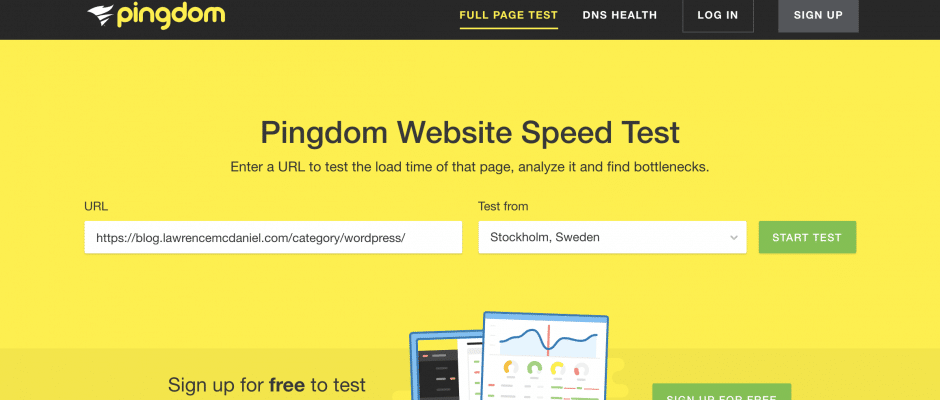 pingdom
FULL PAGE TEST
DNS HEALTH
LOG IN
SIGN UP
Pingdom Website Speed Test
Enter a URL to test the load time of that page, analyze it and find bottlenecks.
URL
Test from
https://blog.lawrencemcdaniel.com/category/wordpress/
Stockholm, Sweden
START TEST
Sign up for free to test
SIGN UP FOR FREE